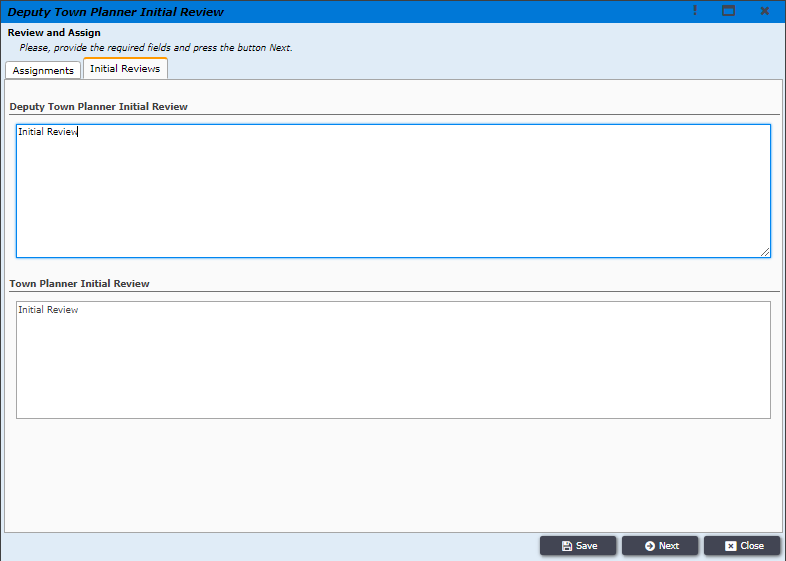 Deputy Town Planner Initial Review
Review and Assign
Please, provide the required fields and press the button Next.
Assignments
Initial Reviews
Deputy Town Planner Initial Review
Initial Review
Town Planner Initial Review
Initial Review
Save
Next
Close